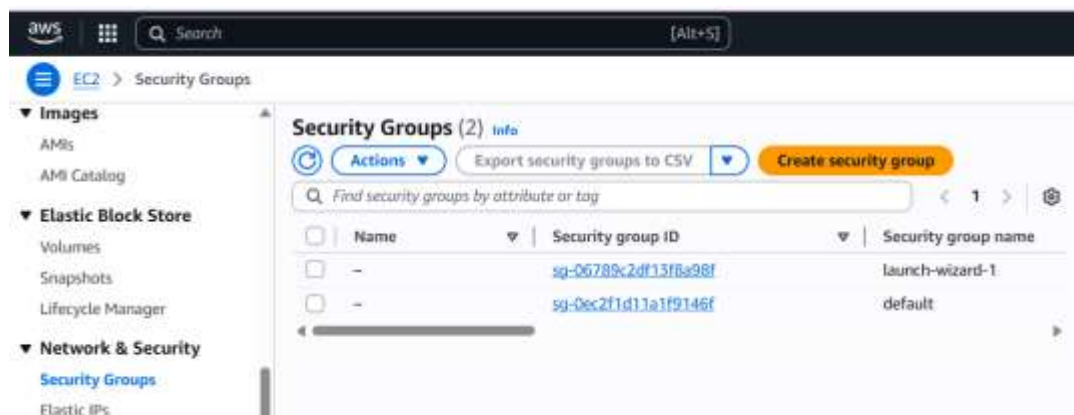 aws Search [Alt+S]
EC2 > Security Groups
Images
AMIs
AMI Catalog
Elastic Block Store
Volumes
Snapshots
Lifecycle Manager
Network & Security
Security Groups
Elastic IPs
Security Groups (2) Info
Actions Export security groups to CSV Create security group
Find security groups by attribute or tag < 1 >
Name Security group ID Security group name
– sg-06789c2df13f8a98f launch-wizard-1
– sg-0ec2f1d11a1f9146f default